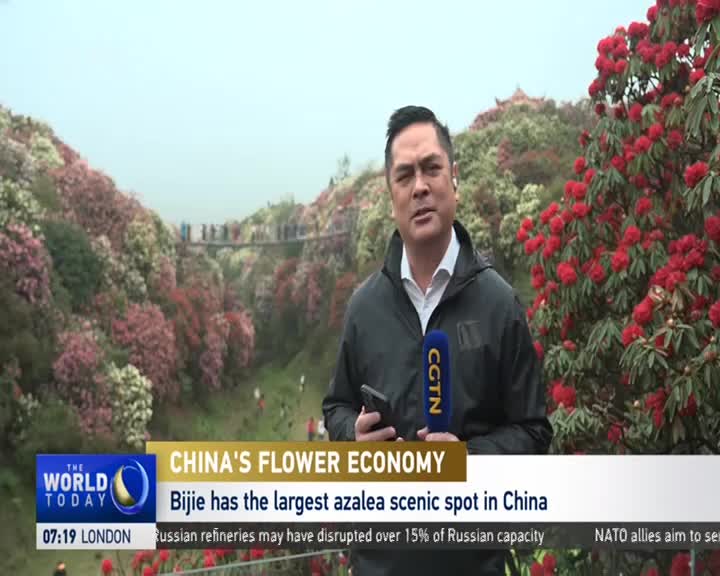 CGTN
CHINA'S FLOWER ECONOMY
THE
WORLD
TODAY
Bijie has the largest azalea scenic spot in China
07:19 LONDON
Russian refineries may have disrupted over 15% of Russian capacity NATO allies aim to se